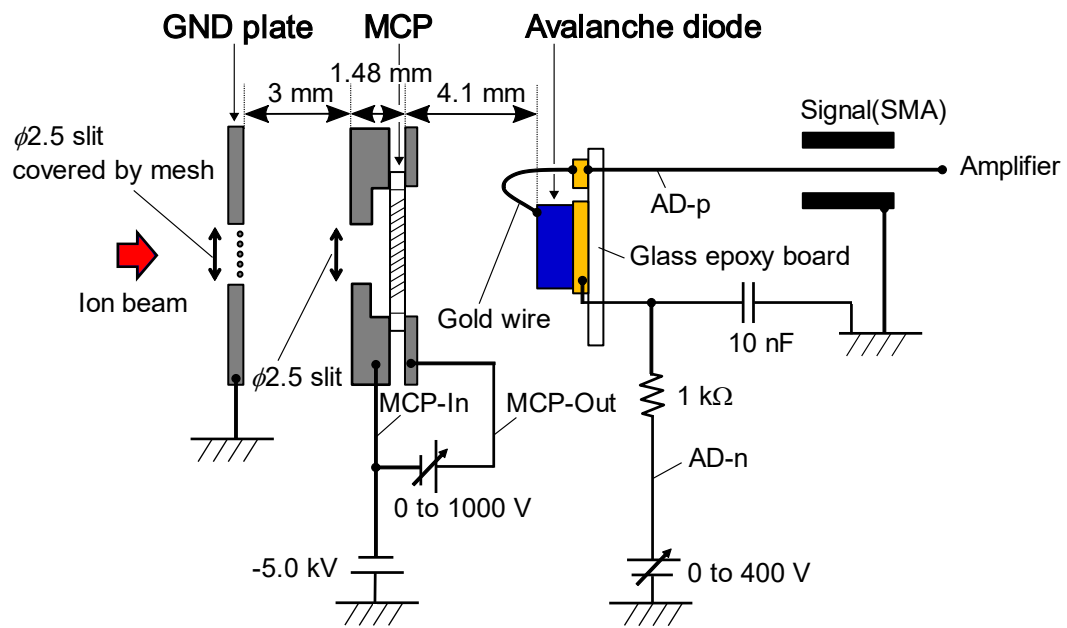 GND plate
MCP
Avalanche diode
1.48 mm
3 mm
4.1 mm
Signal(SMA)
ϕ2.5 slit
covered by mesh
Amplifier
AD-p
Glass epoxy board
Ion beam
Gold wire
10 nF
ϕ2.5 slit
1 kΩ
MCP-In
MCP-Out
AD-n
0 to 1000 V
-5.0 kV
0 to 400 V